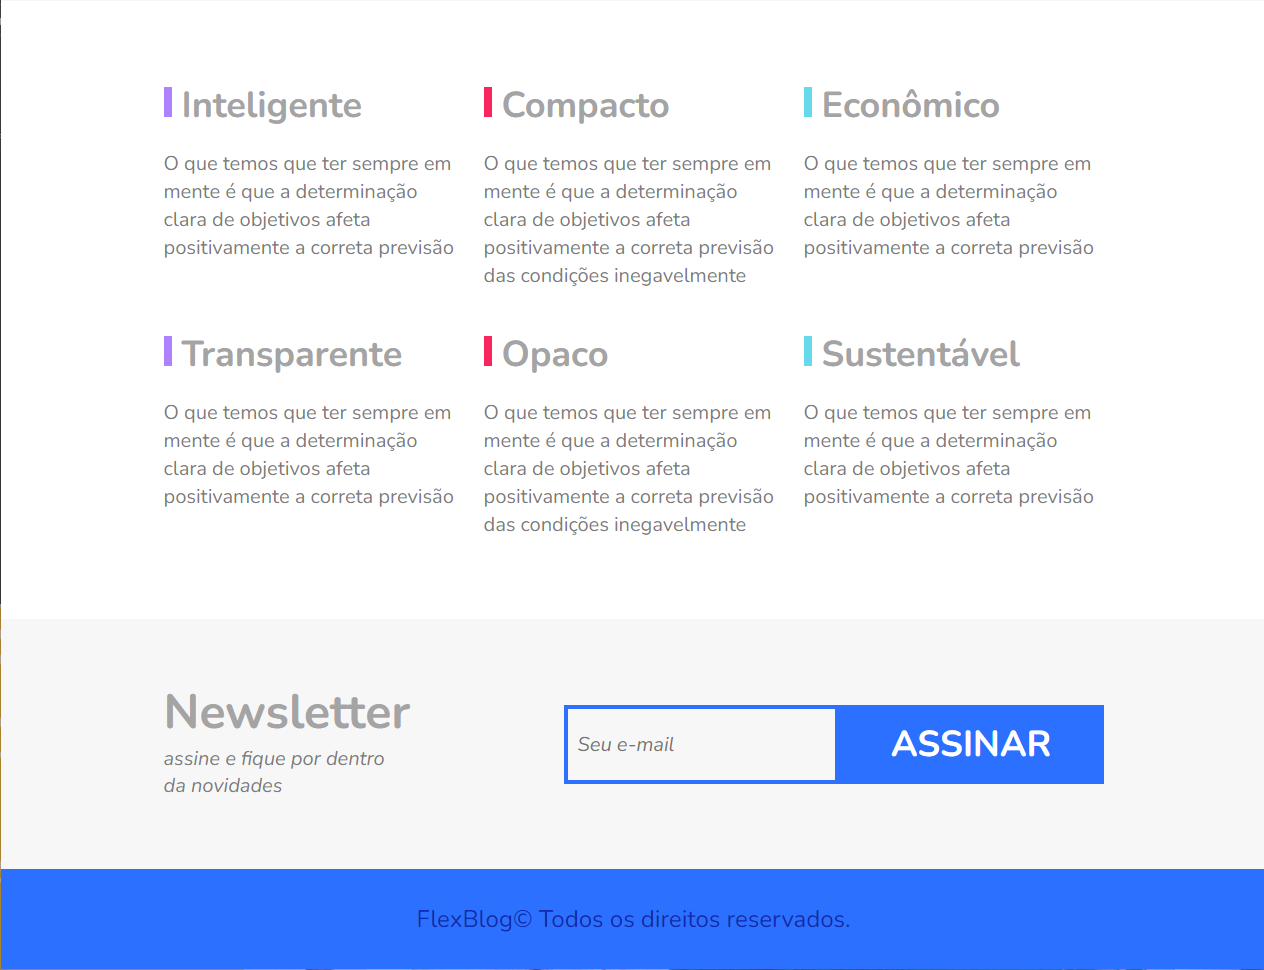 Inteligente
O que temos que ter sempre em
mente é que a determinação
clara de objetivos afeta
positivamente a correta previsão
Compacto
O que temos que ter sempre em
mente é que a determinação
clara de objetivos afeta
positivamente a correta previsão
das condições inegavelmente
Econômico
O que temos que ter sempre em
mente é que a determinação
clara de objetivos afeta
positivamente a correta previsão
Transparente
O que temos que ter sempre em
mente é que a determinação
clara de objetivos afeta
positivamente a correta previsão
Opaco
O que temos que ter sempre em
mente é que a determinação
clara de objetivos afeta
positivamente a correta previsão
das condições inegavelmente
Sustentável
O que temos que ter sempre em
mente é que a determinação
clara de objetivos afeta
positivamente a correta previsão
Newsletter
assine e fique por dentro
da novidades
Seu e-mail
ASSINAR
FlexBlog© Todos os direitos reservados.